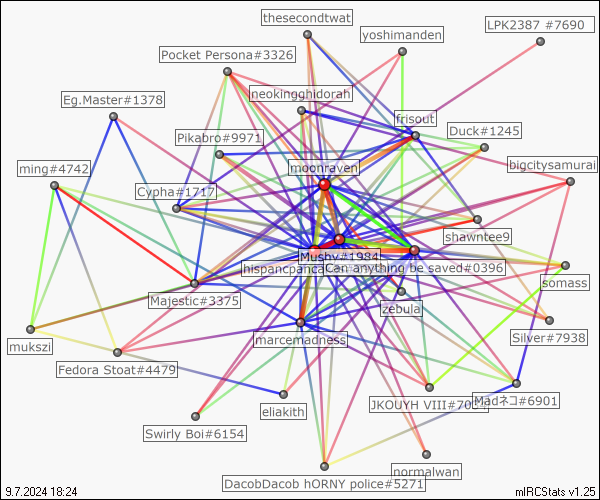 thesecondtwat
LPK2387 #7690
yoshimanden
Pocket Persona#3326
neokingghidorah
Eg.Master#1378
frisout
Duck#1245
Pikabro#9971
bigcitysamurai
moonraven
ming#4742
Cypha#1717
shawntee9
Mushy#1984
hispancpanca
Can anything be saved#0396
somass
Majestic#3375
zebula
Silver#7938
marcemadness
mukszi
Fedora Stoat#4479
eliakith
JKOUYH VIII#70
Madネコ#6901
Swirly Boi#6154
normalwan
DacobDacob hORNY police#5271
9.7.2024 18:24
mIRCStats v1.25